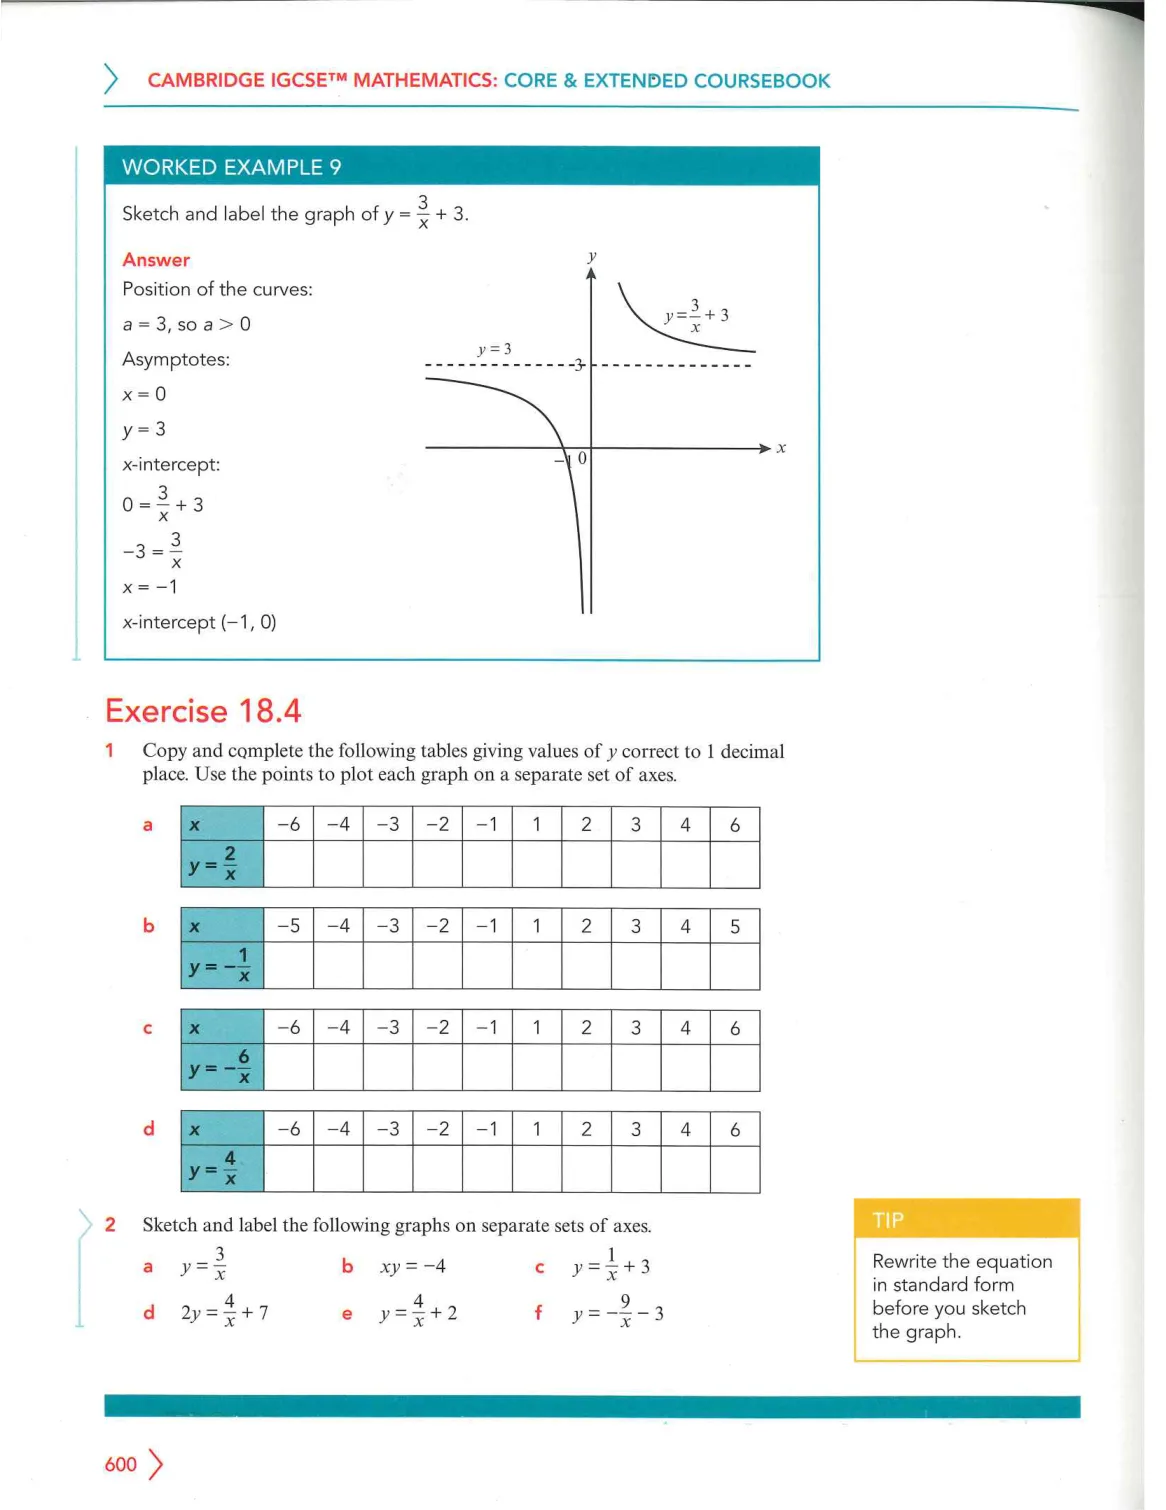 CAMBRIDGE IGCSE™ MATHEMATICS: CORE & EXTENDED COURSEBOOK
WORKED EXAMPLE 9
Sketch and label the graph of y = 3/x + 3.
Answer
Position of the curves:
a = 3, so a > 0
Asymptotes:
x = 0
y = 3
x-intercept:
0 = 3/x + 3
−3 = 3/x
x = −1
x-intercept (−1, 0)
y
y = 3/x + 3
y = 3
3
x
−1 0
Exercise 18.4
1 Copy and complete the following tables giving values of y correct to 1 decimal
place. Use the points to plot each graph on a separate set of axes.
a x −6 −4 −3 −2 −1 1 2 3 4 6
y = 2/x
b x −5 −4 −3 −2 −1 1 2 3 4 5
y = −1/x
c x −6 −4 −3 −2 −1 1 2 3 4 6
y = −6/x
d x −6 −4 −3 −2 −1 1 2 3 4 6
y = 4/x
2 Sketch and label the following graphs on separate sets of axes.
a y = 3/x b xy = −4 c y = 1/x + 3
d 2y = 4/x + 7 e y = 4/x + 2 f y = −9/x − 3
TIP
Rewrite the equation
in standard form
before you sketch
the graph.
600